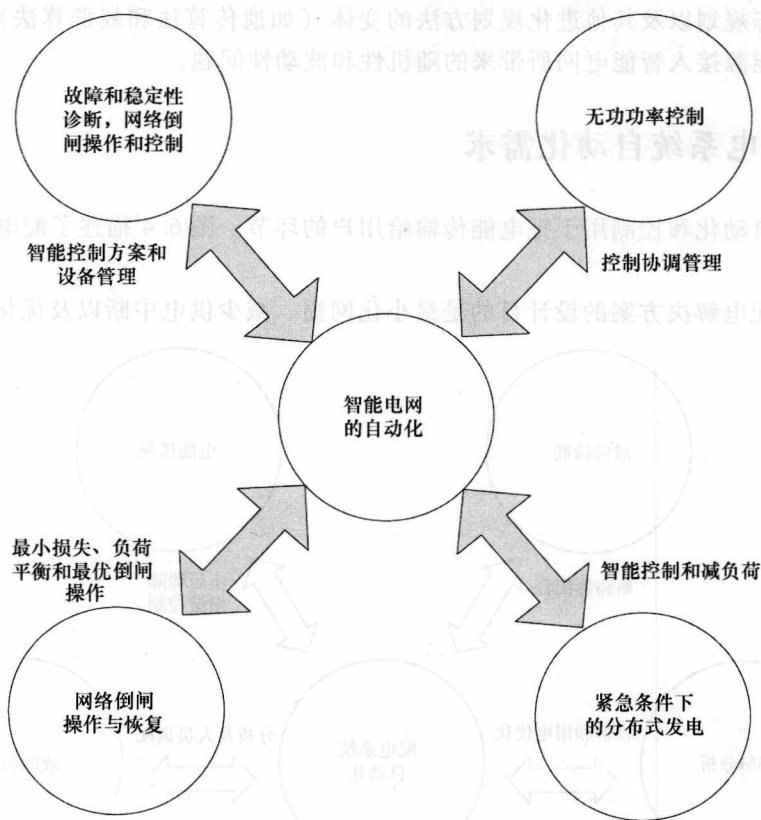 故障和稳定性
诊断，网络倒
闸操作和控制
无功功率控制
智能控制方案和
设备管理
控制协调管理
智能电网
的自动化
最小损失、负荷
平衡和最优倒闸
操作
智能控制和减负荷
网络倒闸
操作与恢复
紧急条件下
的分布式发电